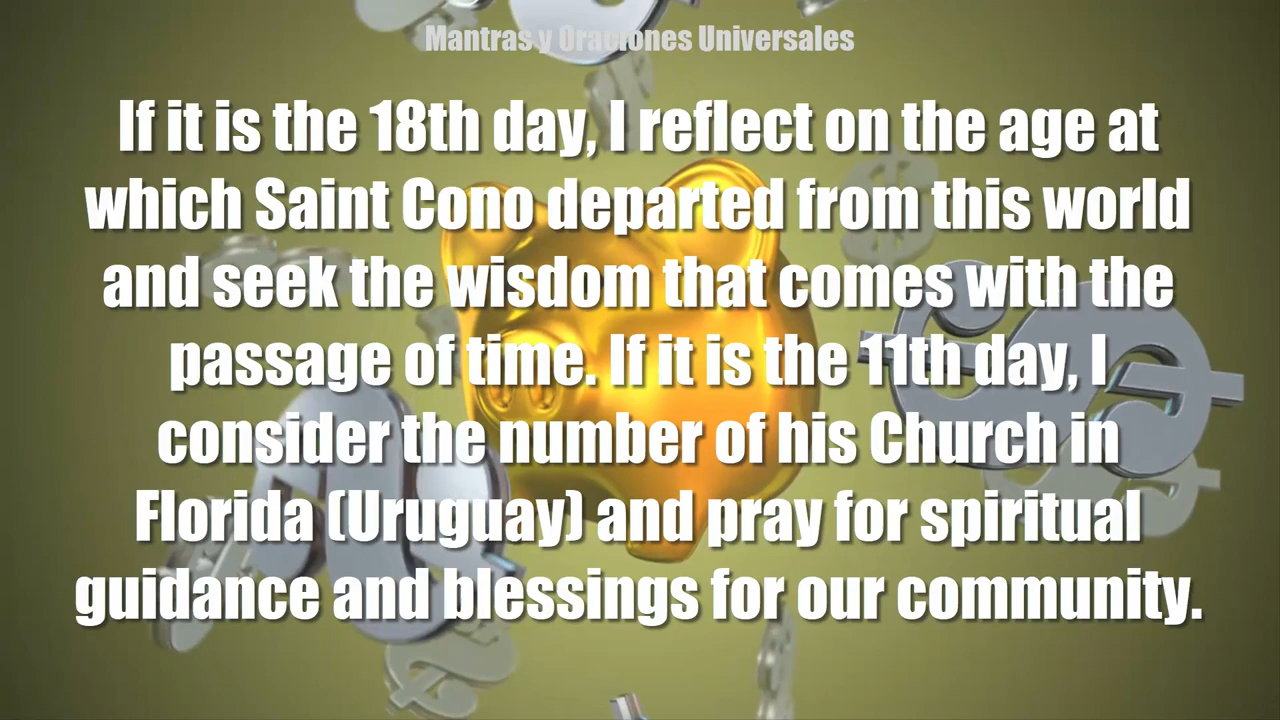 Mantras y Oraciones Universales
If it is the 18th day, I reflect on the age at
which Saint Cono departed from this world
and seek the wisdom that comes with the
passage of time. If it is the 11th day, I
consider the number of his Church in
Florida (Uruguay) and pray for spiritual
guidance and blessings for our community.